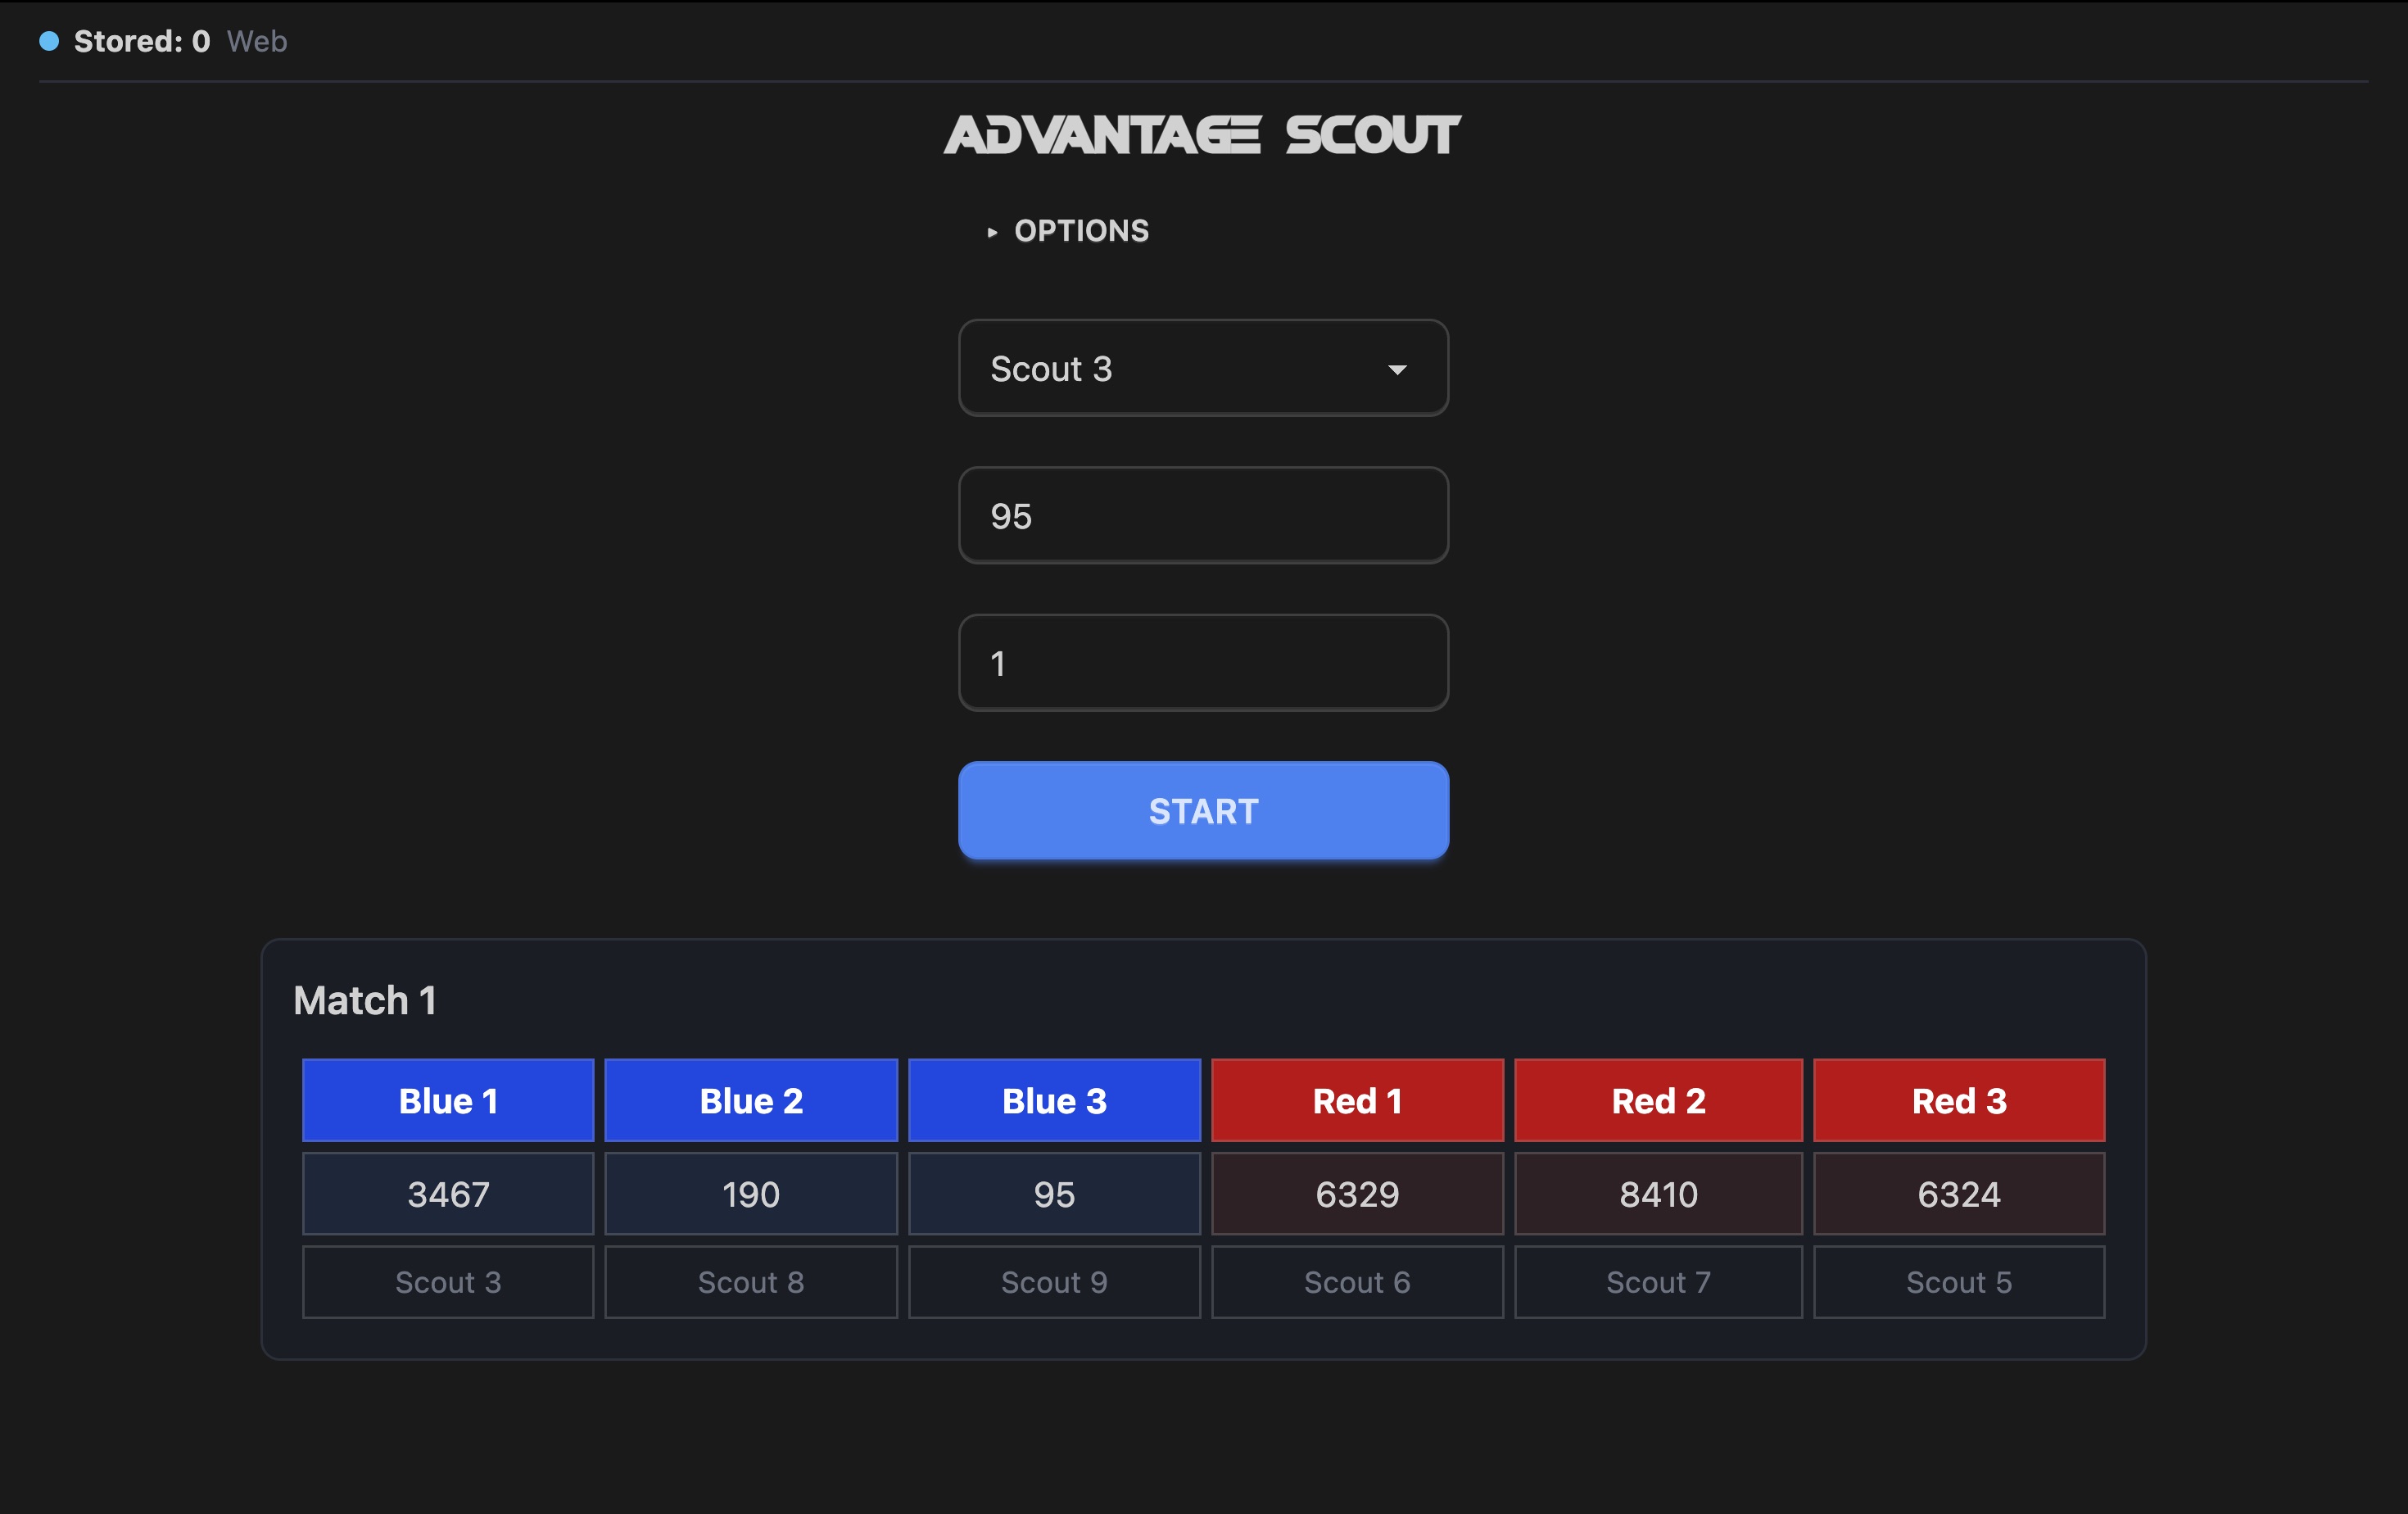 Stored: 0 Web
ADVANTAGE SCOUT
OPTIONS
Scout 3
95
1
START
Match 1
Blue 1 Blue 2 Blue 3 Red 1 Red 2 Red 3
3467 190 95 6329 8410 6324
Scout 3 Scout 8 Scout 9 Scout 6 Scout 7 Scout 5